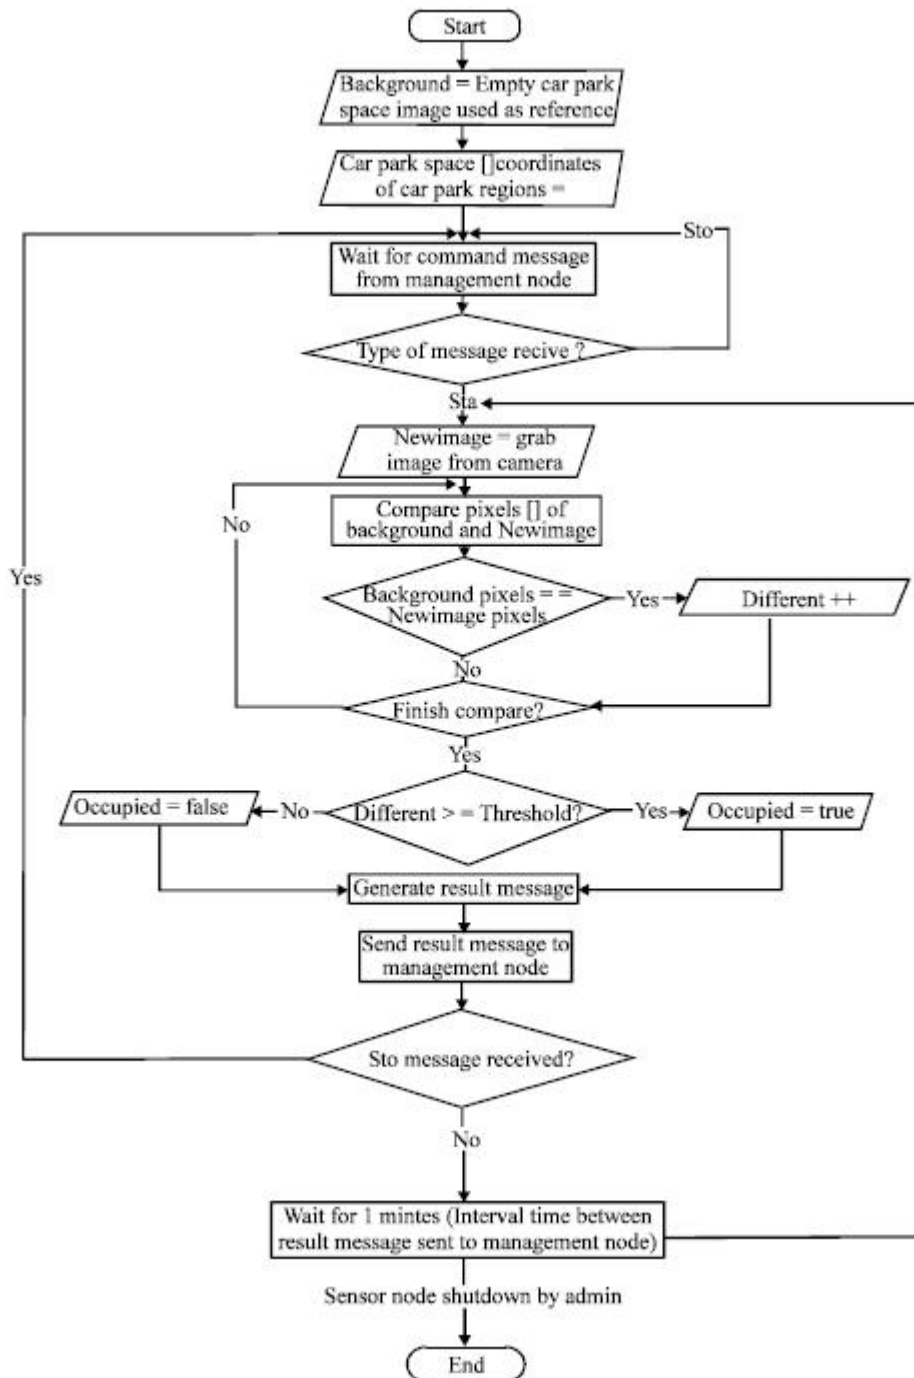 Start
Background = Empty car park
space image used as reference
Car park space []coordinates
of car park regions =
Sto
Wait for command message
from management node
Type of message recive ?
Sta
Newimage = grab
image from camera
No
Compare pixels [] of
background and Newimage
Yes
Background pixels = =
Newimage pixels
Yes
Different ++
No
Finish compare?
Yes
Occupied = false
No
Different > = Threshold?
Yes
Occupied = true
Generate result message
Send result message to
management node
Sto message received?
No
Wait for 1 mintes (Interval time between
result message sent to management node)
Sensor node shutdown by admin
End